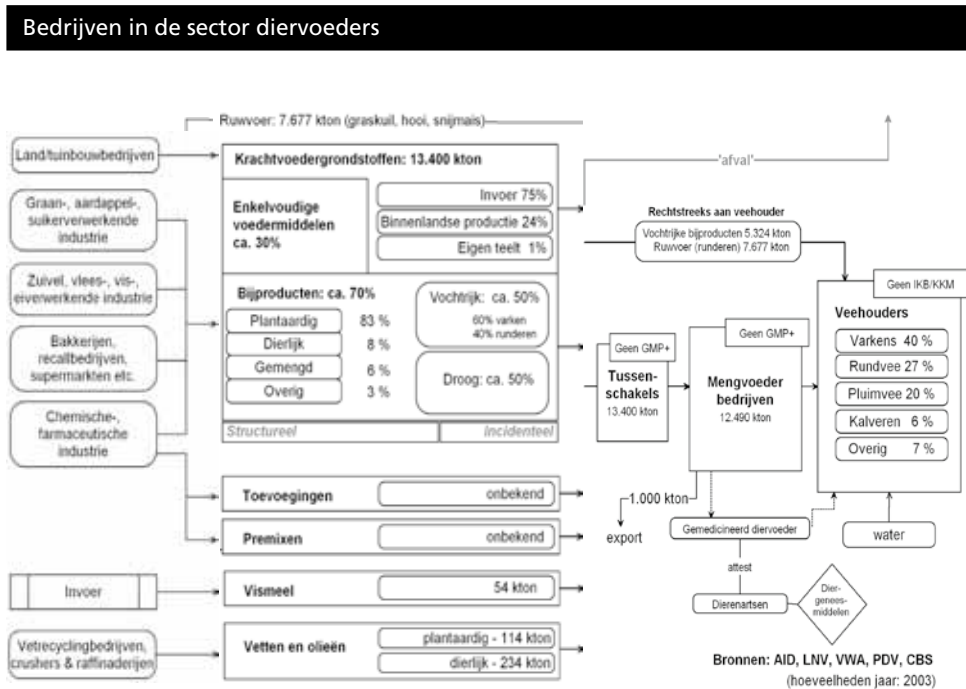 Bedrijven in de sector diervoeders
Ruwvoer: 7.677 kton (graskuil, hooi, snijmais)
Land/tuinbouwbedrijven
Graan-, aardappel-,
suikerverwerkende
industrie
Zuivel, vlees-, vis-,
eiverwerkende industrie
Bakkerijen,
recallbedrijven,
supermarkten etc.
Chemische-,
farmaceutische
industrie
Invoer
Vetrecyclingbedrijven,
crushers & raffinaderijen
Krachtvoedergrondstoffen: 13.400 kton
Enkelvoudige
voedermiddelen
ca. 30%
Invoer 75%
Binnenlandse productie 24%
Eigen teelt 1%
Bijproducten: ca. 70%
Plantaardig 83 %
Dierlijk 8 %
Gemengd 6 %
Overig 3 %
Vochtrijk: ca. 50%
60% varken
40% runderen
Droog: ca. 50%
Structureel
incidenteel
Toevoegingen onbekend
Premixen onbekend
Vismeel 54 kton
Vetten en olieën
plantaardig - 114 kton
dierlijk - 234 kton
'afval'
Rechtstreeks aan veehouder
Vochtrijke bijproducten 5.324 kton
Ruwvoer (runderen) 7.677 kton
Geen GMP+
Tussen-
schakels
13.400 kton
Geen GMP+
Mengvoeder
bedrijven
12.490 kton
Geen IKB/KKM
Veehouders
Varkens 40 %
Rundvee 27 %
Pluimvee 20 %
Kalveren 6 %
Overig 7 %
1.000 kton
export
Gemedicineerd diervoeder
water
attest
Dierenartsen
Dier-
genees-
middelen
Bronnen: AID, LNV, VWA, PDV, CBS
(hoeveelheden jaar: 2003)